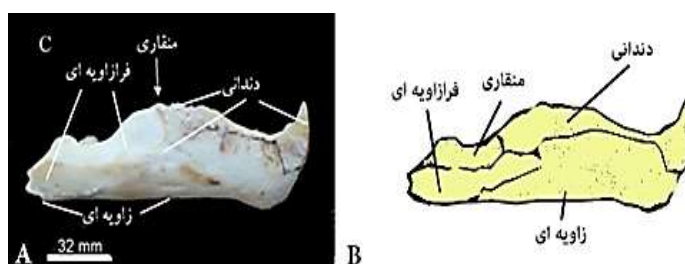 C
منقاری
فرازاویه ای
دندانی
زاویه ای
A
32 mm
دندانی
منقاری
فرازاویه ای
زاویه ای
B